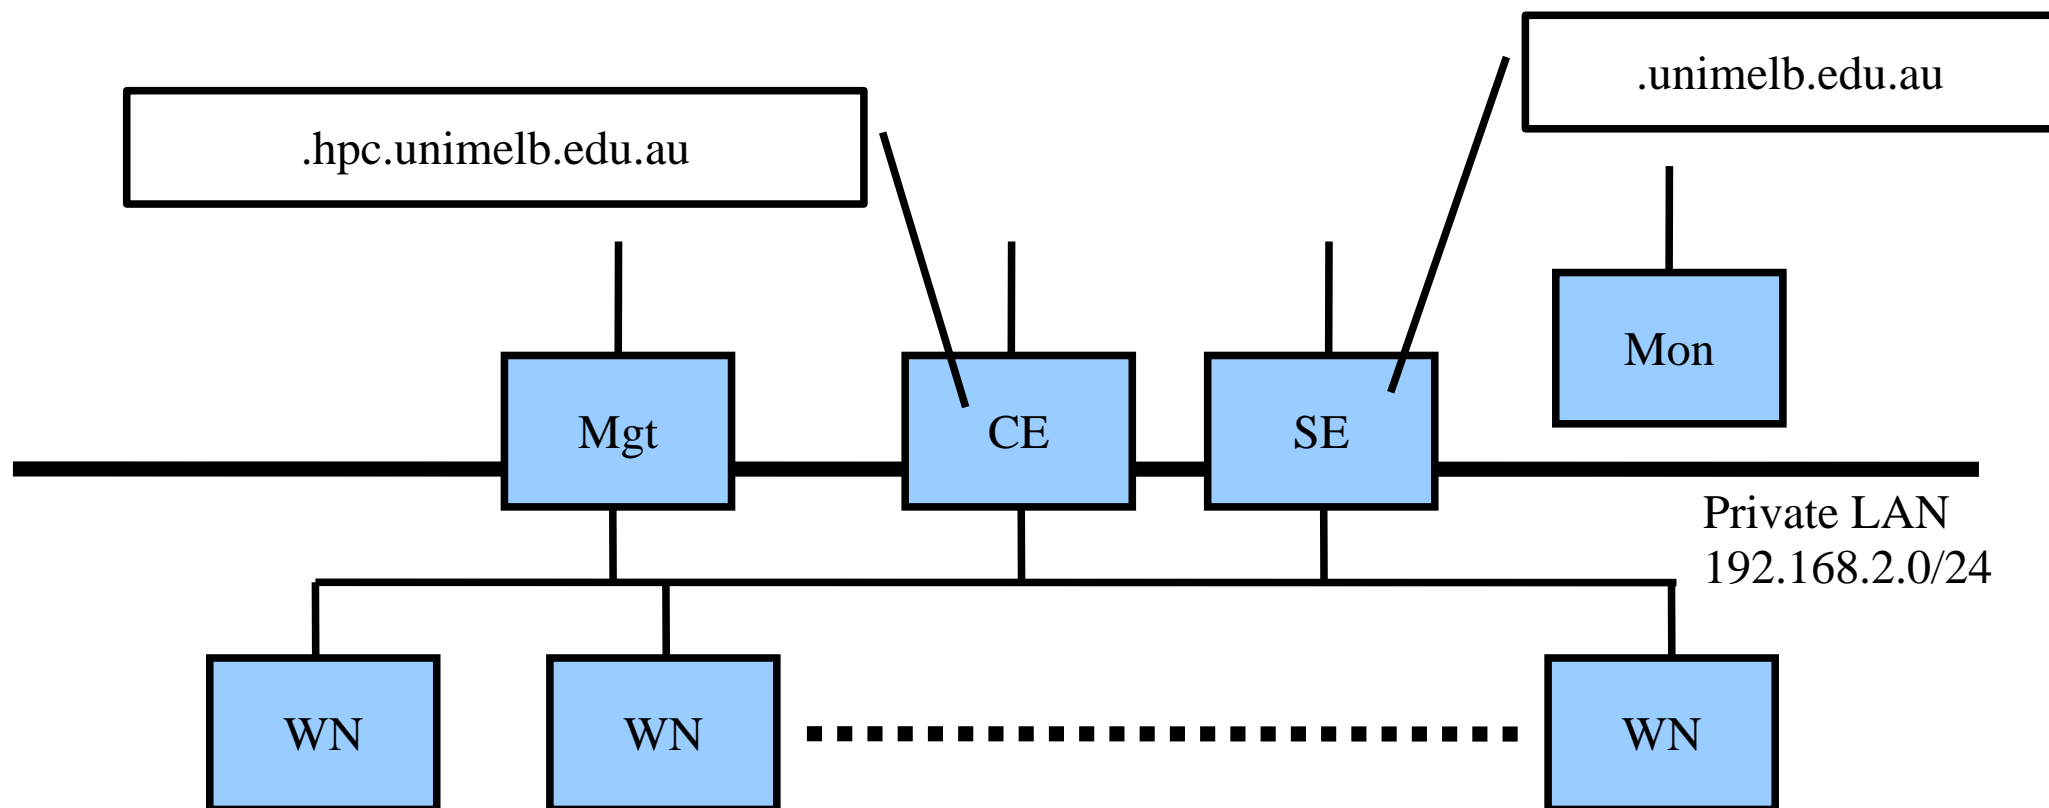 .unimelb.edu.au
.hpc.unimelb.edu.au
Mon
Mgt
CE
SE
Private LAN
192.168.2.0/24
WN
WN
WN